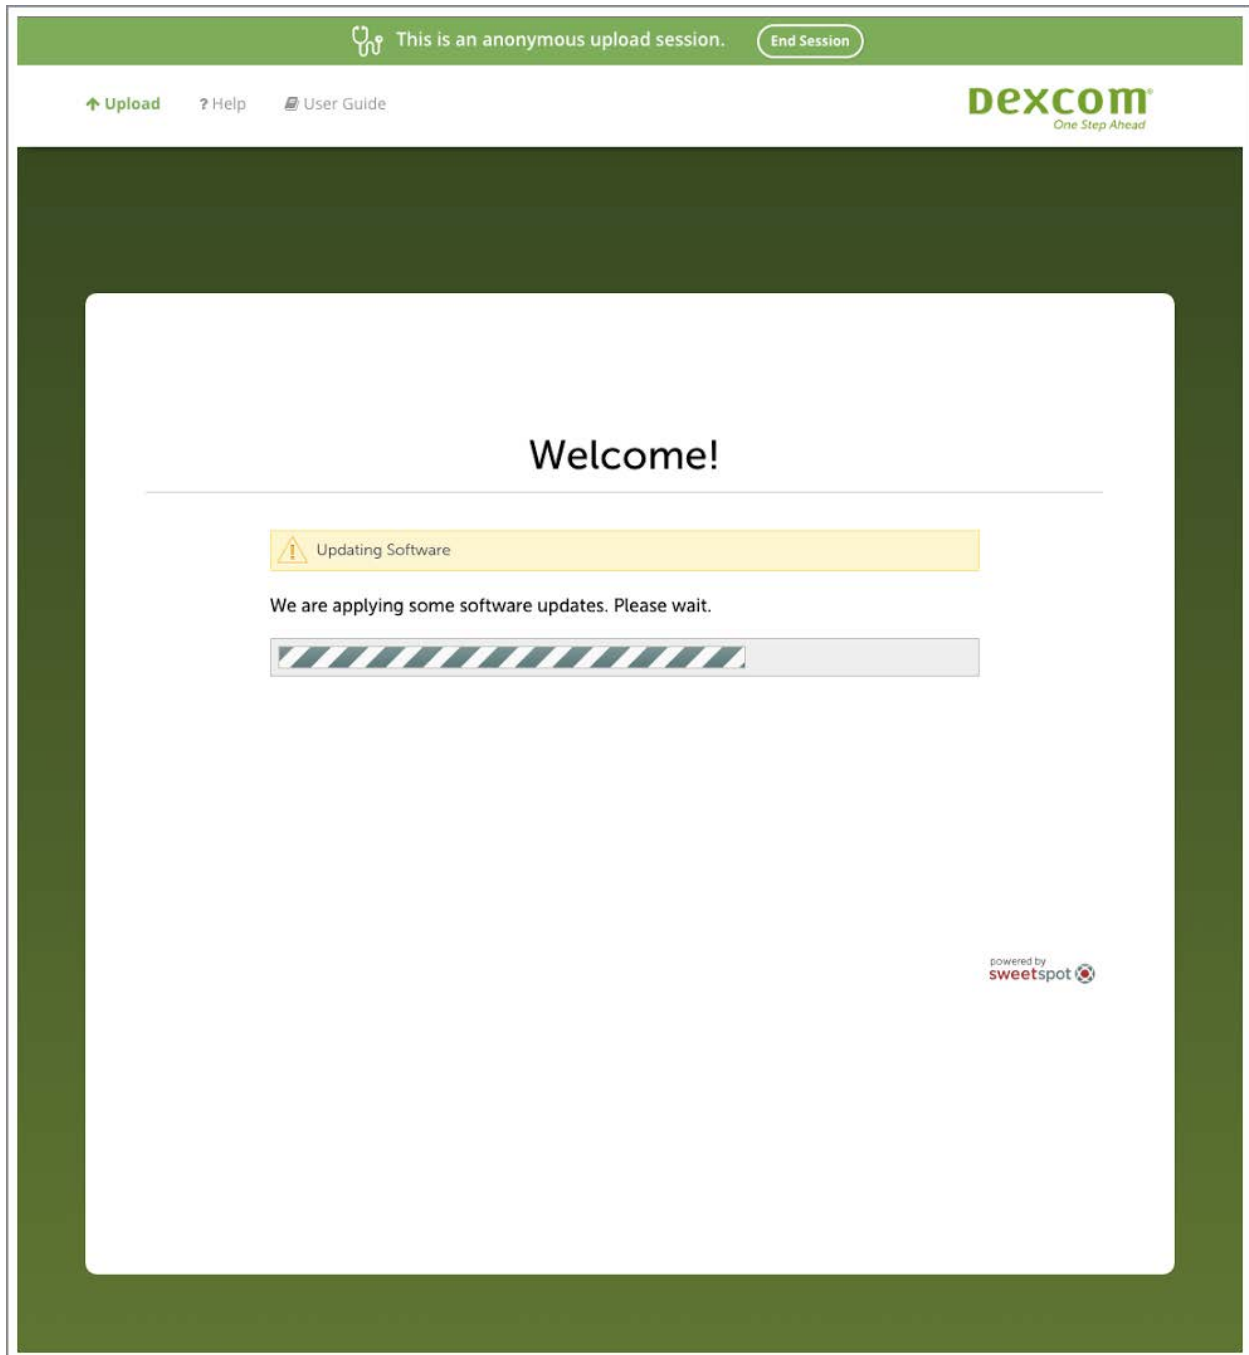 This is an anonymous upload session. End Session
Upload ? Help User Guide
Dexcom®
One Step Ahead
Welcome!
Updating Software
We are applying some software updates. Please wait.
powered by
sweetspot